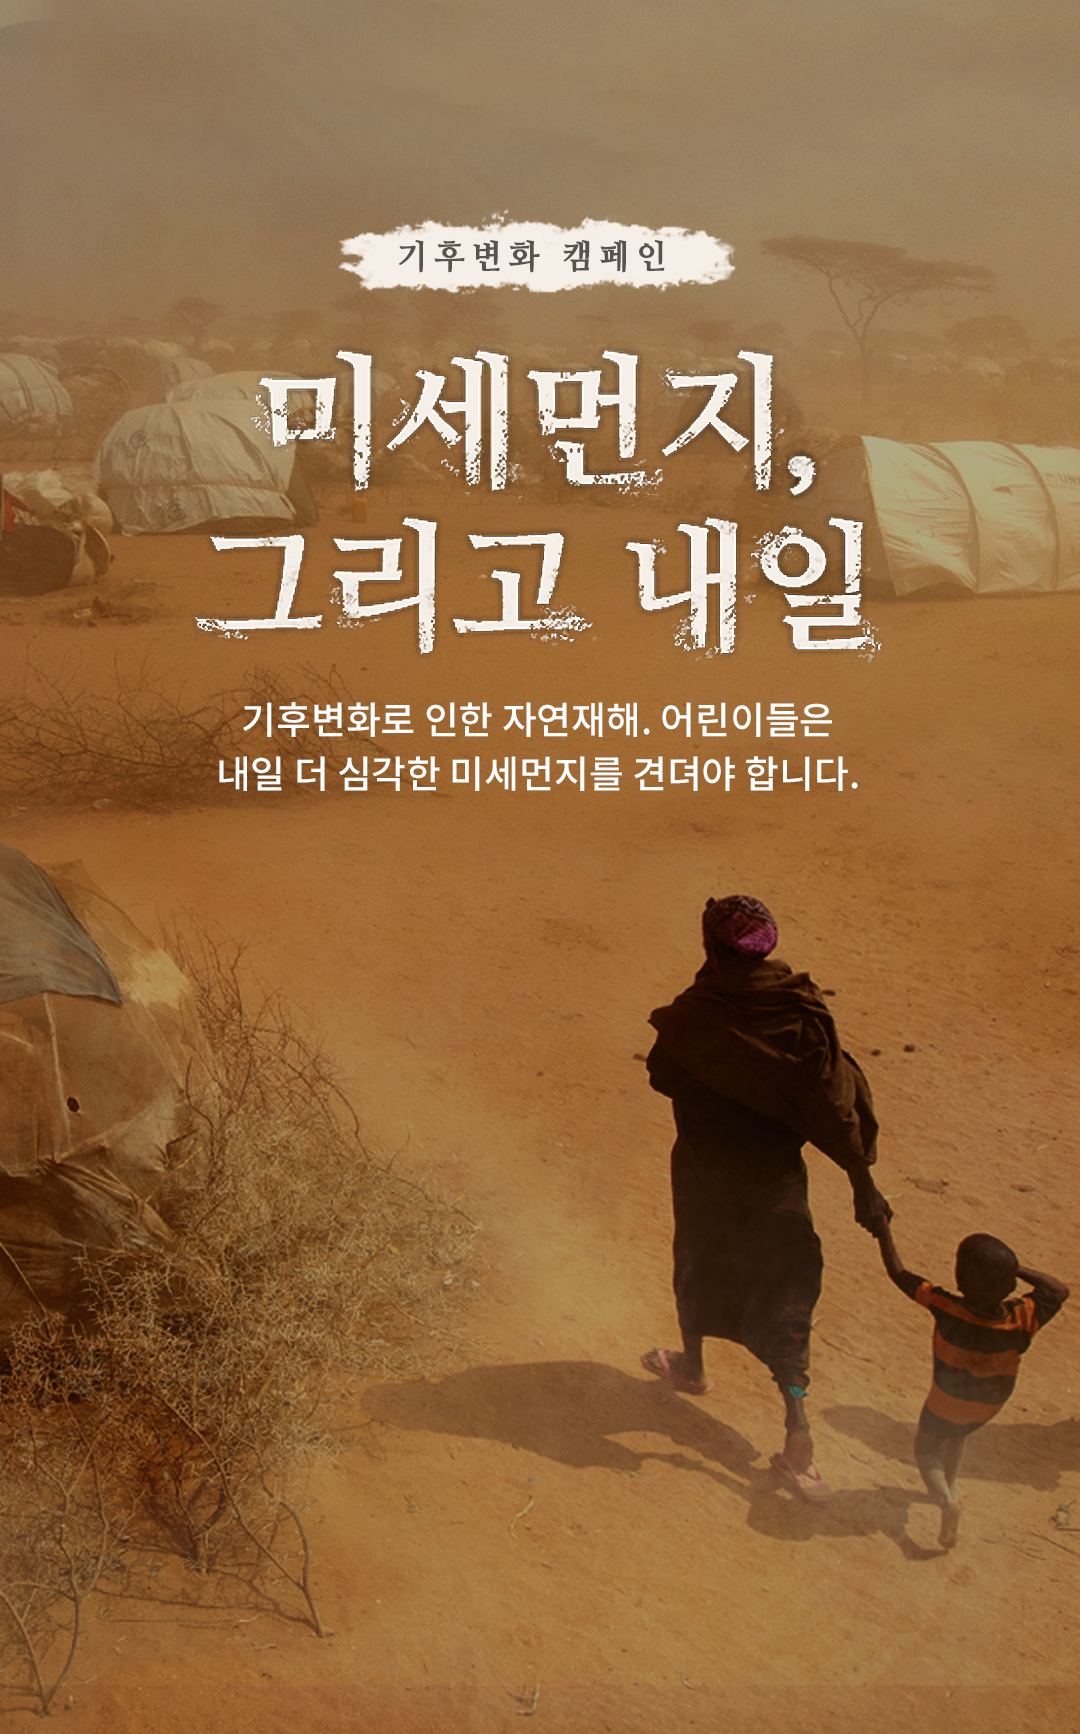 기후변화 캠페인
미세먼지,
그리고 내일
기후변화로 인한 자연재해. 어린이들은
내일 더 심각한 미세먼지를 견뎌야 합니다.